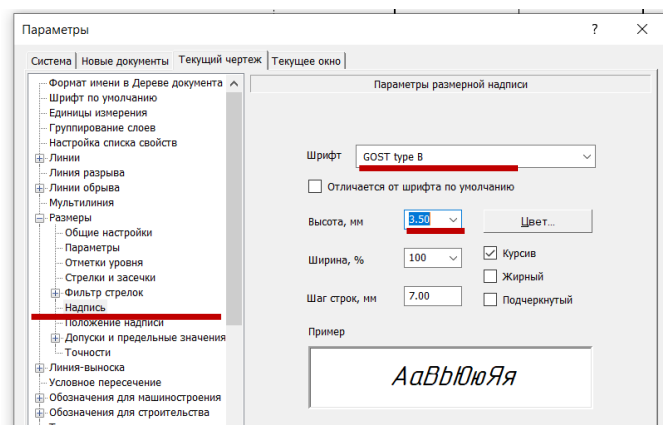 Параметры ? ×
Система Новые документы Текущий чертеж Текущее окно
Формат имени в Дереве документа
Шрифт по умолчанию
Единицы измерения
Группирование слоев
Настройка списка свойств
Линии
Линия разрыва
Линии обрыва
Мультилиния
Размеры
Общие настройки
Параметры
Отметки уровня
Стрелки и засечки
Фильтр стрелок
Надпись
Положение надписи
Допуски и предельные значения
Точности
Линия-выноска
Условное пересечение
Обозначения для машиностроения
Обозначения для строительства
Параметры размерной надписи
Шрифт GOST type B
Отличается от шрифта по умолчанию
Высота, мм 3.50 Цвет...
Ширина, % 100 Курсив
Жирный
Шаг строк, мм 7.00 Подчеркнутый
Пример
АаВЬЮюЯя